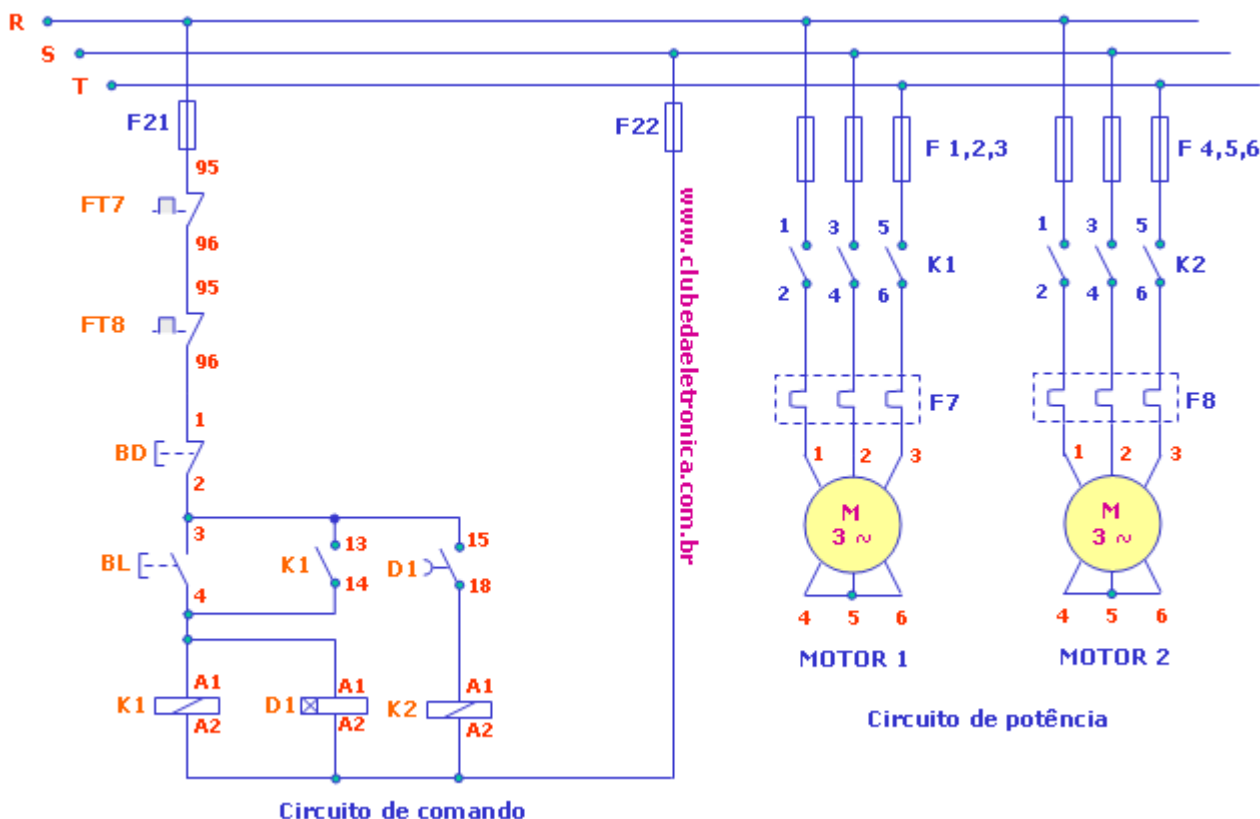 R
S
T
F21
F22
F 1,2,3
F 4,5,6
95
FT7
96
95
FT8
96
1
BD
2
3
BL
4
K1
13
14
D1
15
18
K1
A1
A2
D1
A1
A2
K2
A1
A2
Circuito de comando
www.clubedaeletronica.com.br
1
3
5
K1
2
4
6
F7
1
2
3
M
3 ~
4
5
6
MOTOR 1
1
3
5
K2
2
4
6
F8
1
2
3
M
3 ~
4
5
6
MOTOR 2
Circuito de potência